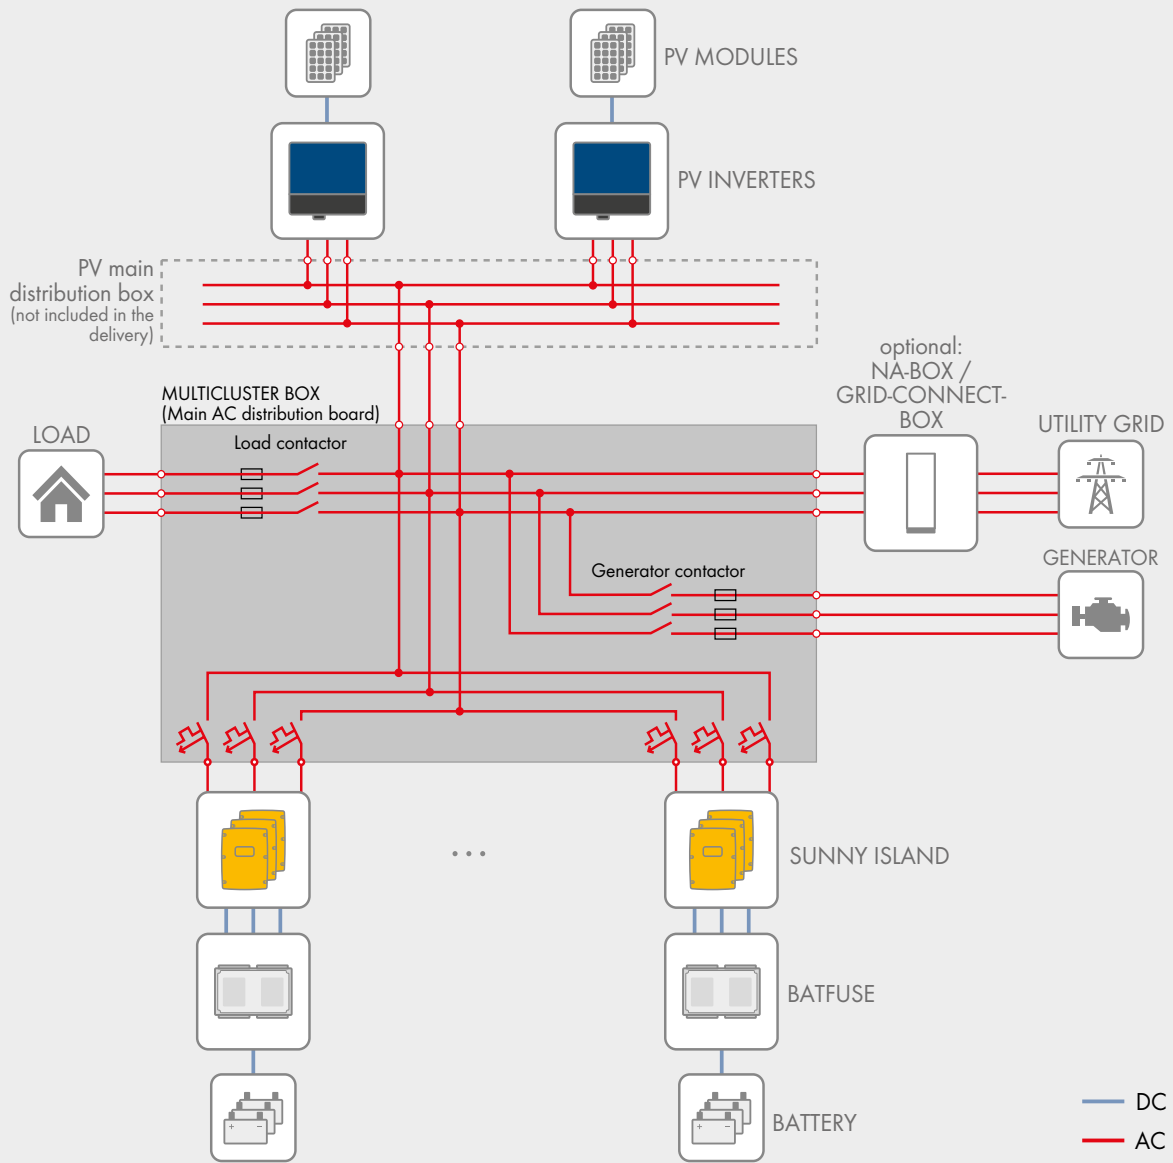 PV MODULES
PV INVERTERS
PV main
distribution box
(not included in the
delivery)
optional:
NA-BOX /
GRID-CONNECT-
BOX
MULTICLUSTER BOX
(Main AC distribution board)
LOAD
Load contactor
UTILITY GRID
GENERATOR
Generator contactor
...
SUNNY ISLAND
BATFUSE
BATTERY
DC
AC